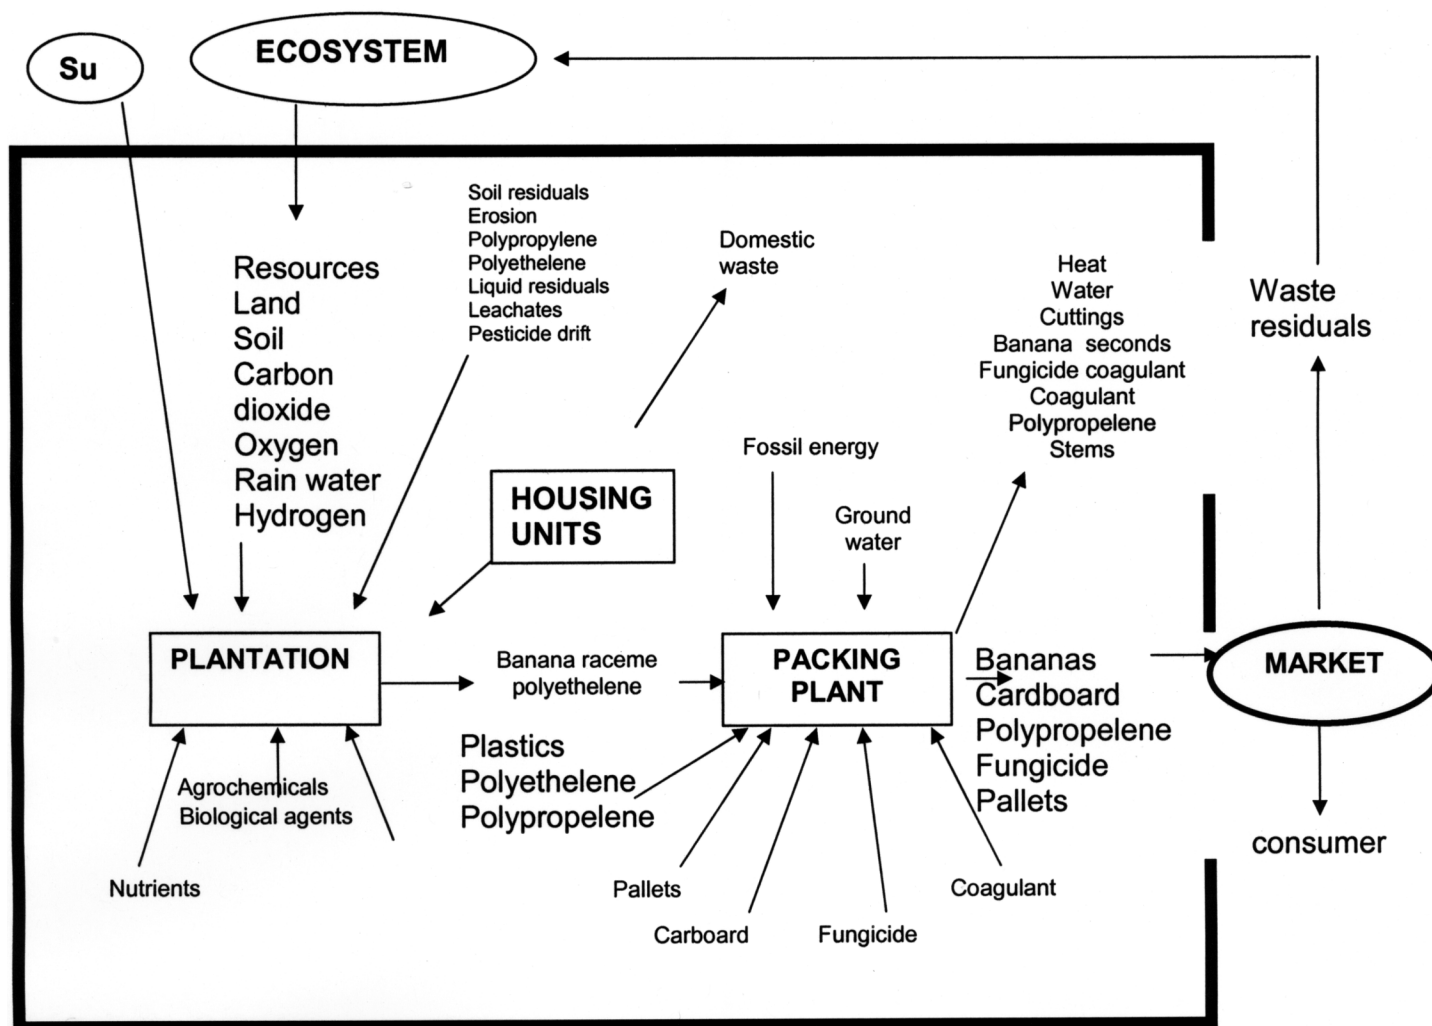 Su
ECOSYSTEM
Soil residuals
Erosion
Polypropylene
Polyethelene
Liquid residuals
Leachates
Pesticide drift
Domestic
waste
Heat
Water
Cuttings
Banana seconds
Fungicide coagulant
Coagulant
Polypropelene
Stems
Waste
residuals
Resources
Land
Soil
Carbon
dioxide
Oxygen
Rain water
Hydrogen
Fossil energy
HOUSING
UNITS
Ground
water
PLANTATION
Banana raceme
polyethelene
PACKING
PLANT
Bananas
Cardboard
Polypropelene
Fungicide
Pallets
MARKET
Plastics
Polyethelene
Polypropelene
Agrochemicals
Biological agents
consumer
Nutrients
Pallets
Coagulant
Carboard
Fungicide